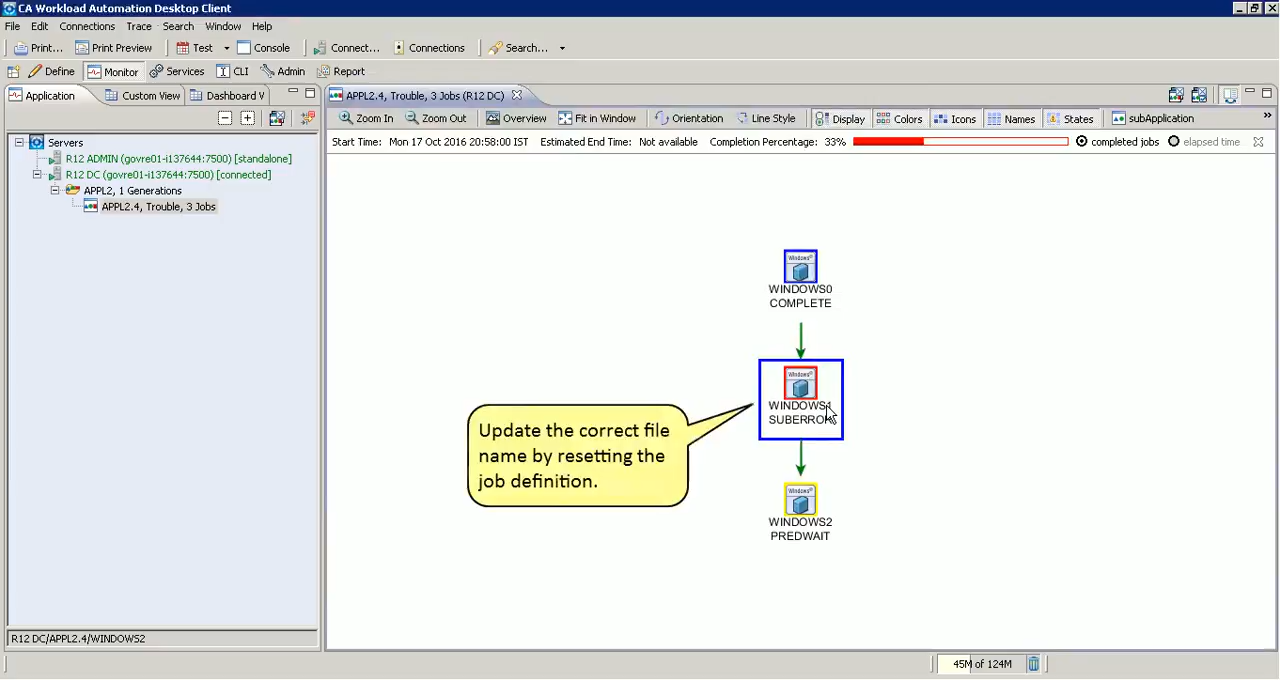 CA Workload Automation Desktop Client
File Edit Connections Trace Search Window Help
Print... Print Preview Test Console Connect... Connections Search...
Define Monitor Services CLI Admin Report
Application Custom View Dashboard V
APPL2.4, Trouble, 3 Jobs (R12 DC)
Zoom In Zoom Out Overview Fit in Window Orientation Line Style Display Colors Icons Names States subApplication
Start Time: Mon 17 Oct 2016 20:58:00 IST Estimated End Time: Not available Completion Percentage: 33% completed jobs elapsed time
Servers
R12 ADMIN (govre01-i137644:7500) [standalone]
R12 DC (govre01-i137644:7500) [connected]
APPL2, 1 Generations
APPL2.4, Trouble, 3 Jobs
Windows®
WINDOWS0
COMPLETE
Windows®
WINDOWS1
SUBERROR
Update the correct file
name by resetting the
job definition.
Windows®
WINDOWS2
PREDWAIT
R12 DC/APPL2.4/WINDOWS2
45M of 124M